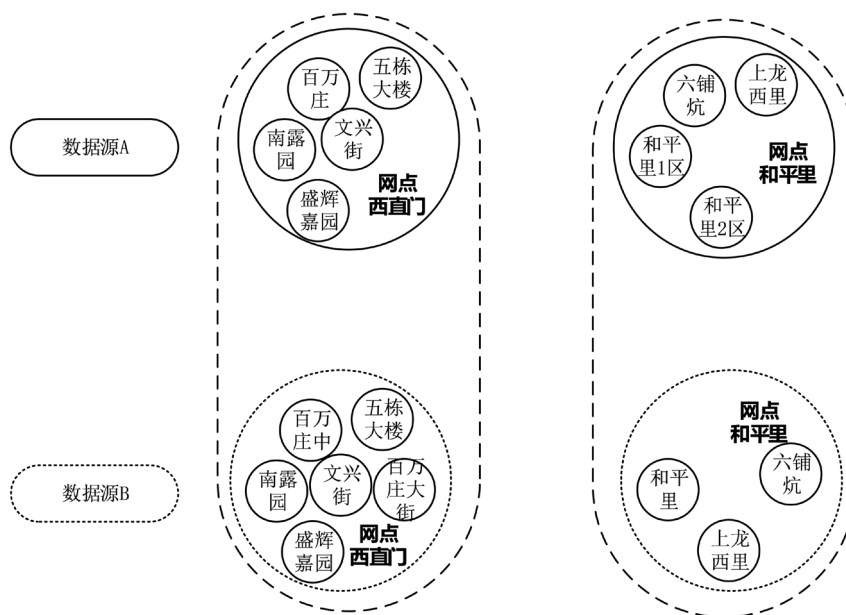 数据源A
百万
庄
五栋
大楼
南露
园
文兴
街
盛辉
嘉园
网点
西直门
六铺
炕
上龙
西里
和平
里1区
和平
里2区
网点
和平里
数据源B
百万
庄中
五栋
大楼
南露
园
文兴
街
百万
庄大
街
盛辉
嘉园
网点
西直门
网点
和平里
和平
里
六铺
炕
上龙
西里